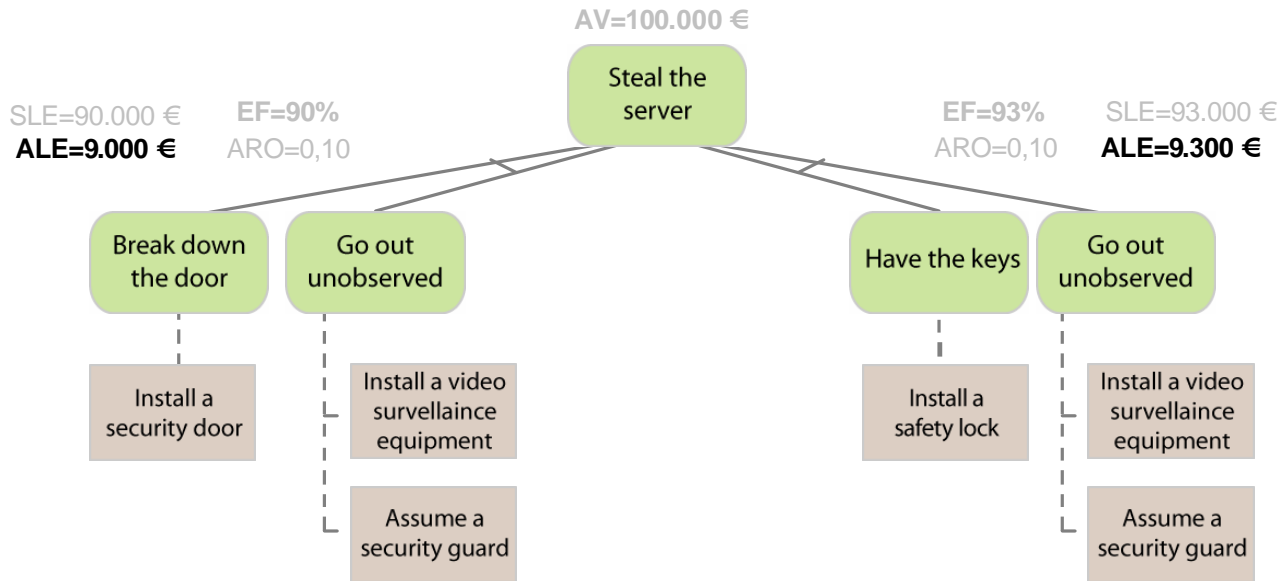 AV=100.000 €
Steal the
server
SLE=90.000 €
EF=90%
ALE=9.000 €
ARO=0,10
EF=93%
SLE=93.000 €
ARO=0,10
ALE=9.300 €
Break down
the door
Go out
unobserved
Have the keys
Go out
unobserved
Install a
security door
Install a video
survellaince
equipment
Install a
safety lock
Install a video
survellaince
equipment
Assume a
security guard
Assume a
security guard